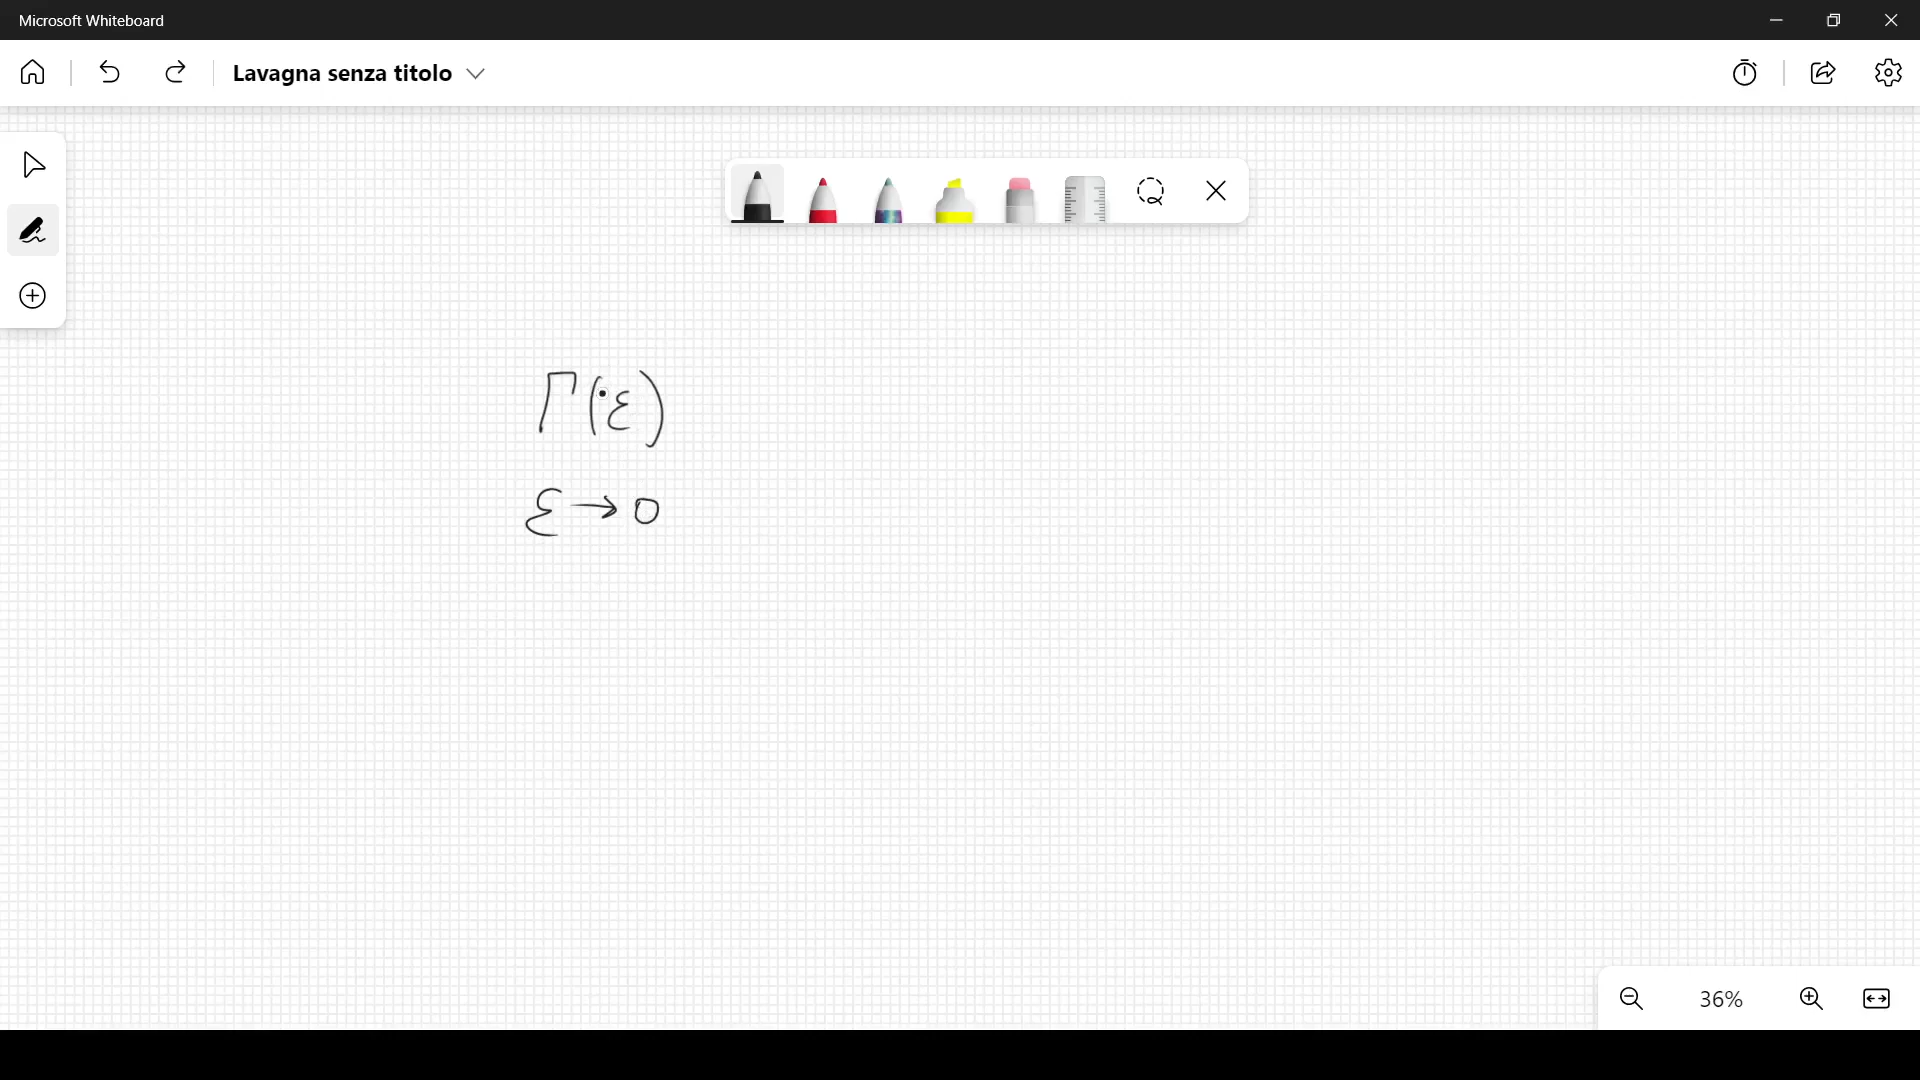 Microsoft Whiteboard
Lavagna senza titolo
Γ(ε)
ε → 0
36%